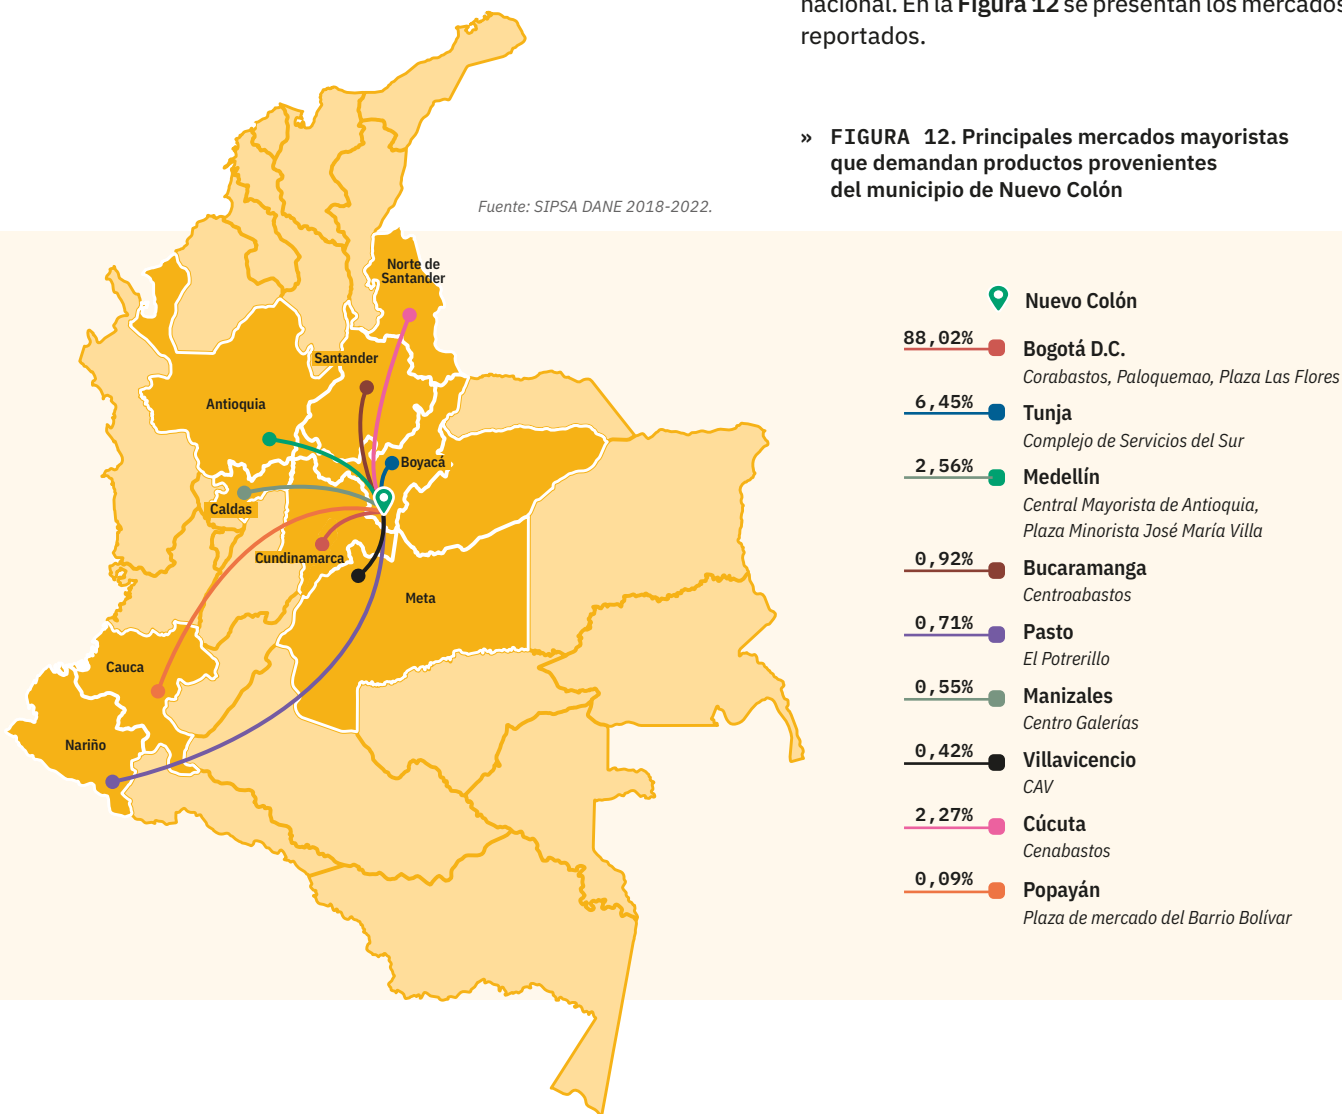 nacional. En la Figura 12 se presentan los mercados
reportados.
» FIGURA 12. Principales mercados mayoristas
que demandan productos provenientes
del municipio de Nuevo Colón
Fuente: SIPSA DANE 2018-2022.
Norte de
Santander
Santander
Antioquia
Boyacá
Caldas
Cundinamarca
Meta
Cauca
Nariño
Nuevo Colón
88,02%
Bogotá D.C.
Corabastos, Paloquemao, Plaza Las Flores
6,45%
Tunja
Complejo de Servicios del Sur
2,56%
Medellín
Central Mayorista de Antioquia,
Plaza Minorista José María Villa
0,92%
Bucaramanga
Centroabastos
0,71%
Pasto
El Potrerillo
0,55%
Manizales
Centro Galerías
0,42%
Villavicencio
CAV
2,27%
Cúcuta
Cenabastos
0,09%
Popayán
Plaza de mercado del Barrio Bolívar